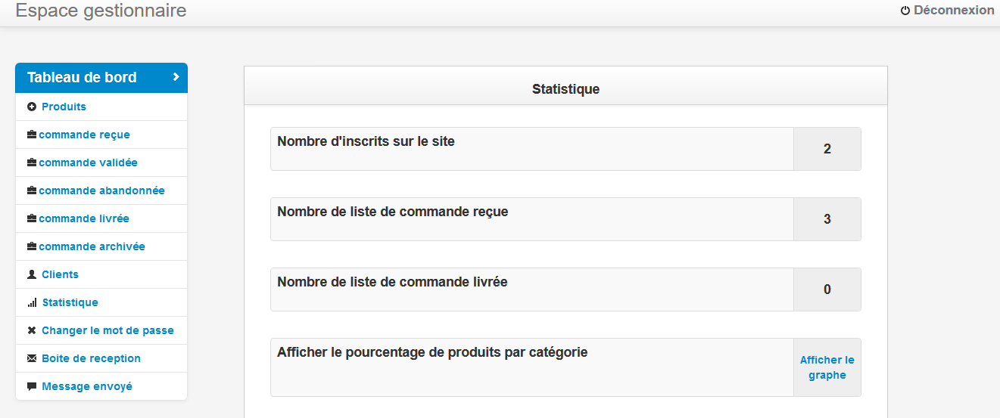 Espace gestionnaire
Déconnexion
Tableau de bord
Produits
commande reçue
commande validée
commande abandonnée
commande livrée
commande archivée
Clients
Statistique
Changer le mot de passe
Boite de reception
Message envoyé
Statistique
Nombre d'inscrits sur le site
2
Nombre de liste de commande reçue
3
Nombre de liste de commande livrée
0
Afficher le pourcentage de produits par catégorie
Afficher le
graphe